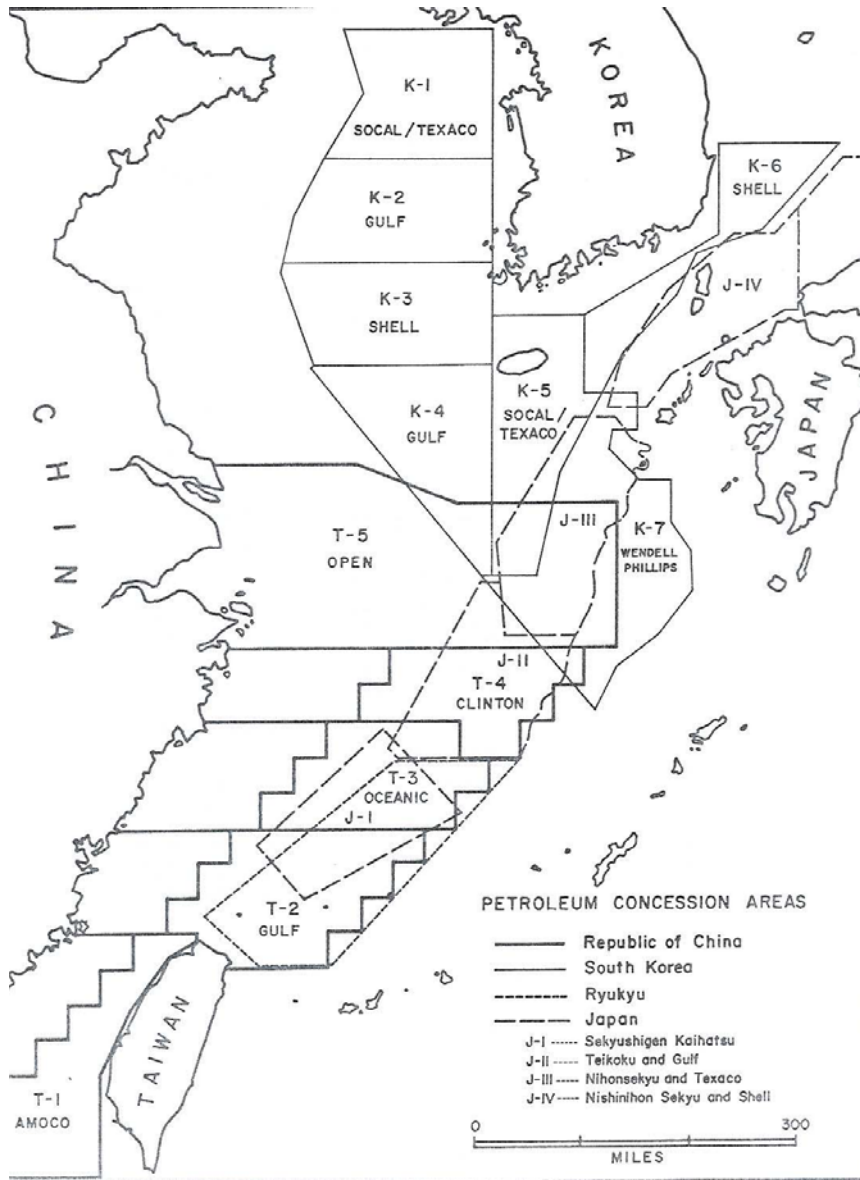 KOREA
K-1
SOCAL/TEXACO
K-6
SHELL
K-2
GULF
J-IV
K-3
SHELL
K-5
SOCAL
TEXACO
K-4
GULF
JAPAN
CHINA
J-III
T-5
OPEN
K-7
WENDELL
PHILLIPS
J-II
T-4
CLINTON
T-3
OCEANIC
J-I
T-2
GULF
TAIWAN
T-1
AMOCO
PETROLEUM CONCESSION AREAS
Republic of China
South Korea
Ryukyu
Japan
J-I ----- Sekyushigen Kaihatsu
J-II ----- Teikoku and Gulf
J-III ----- Nihonsekyu and Texaco
J-IV ----- Nishinihon Sekyu and Shell
0 300
MILES